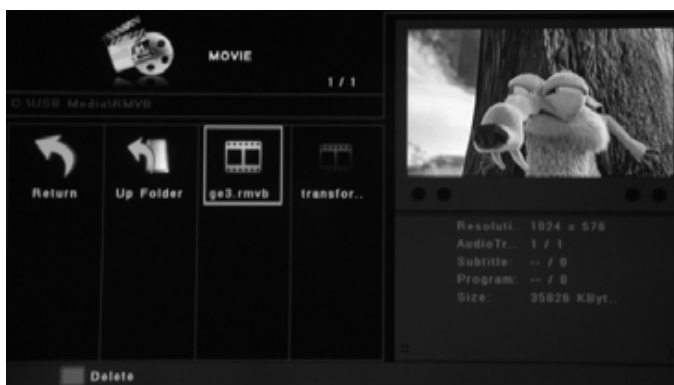 MOVIE
1 / 1
C:\USB Media\RMVB
Return
Up Folder
ge3.rmvb
transfor..
Resoluti.. 1024 x 576
AudioTr.. 1 / 1
Subtitle: -- / 0
Program: -- / 0
Size: 35828 KByt..
Delete